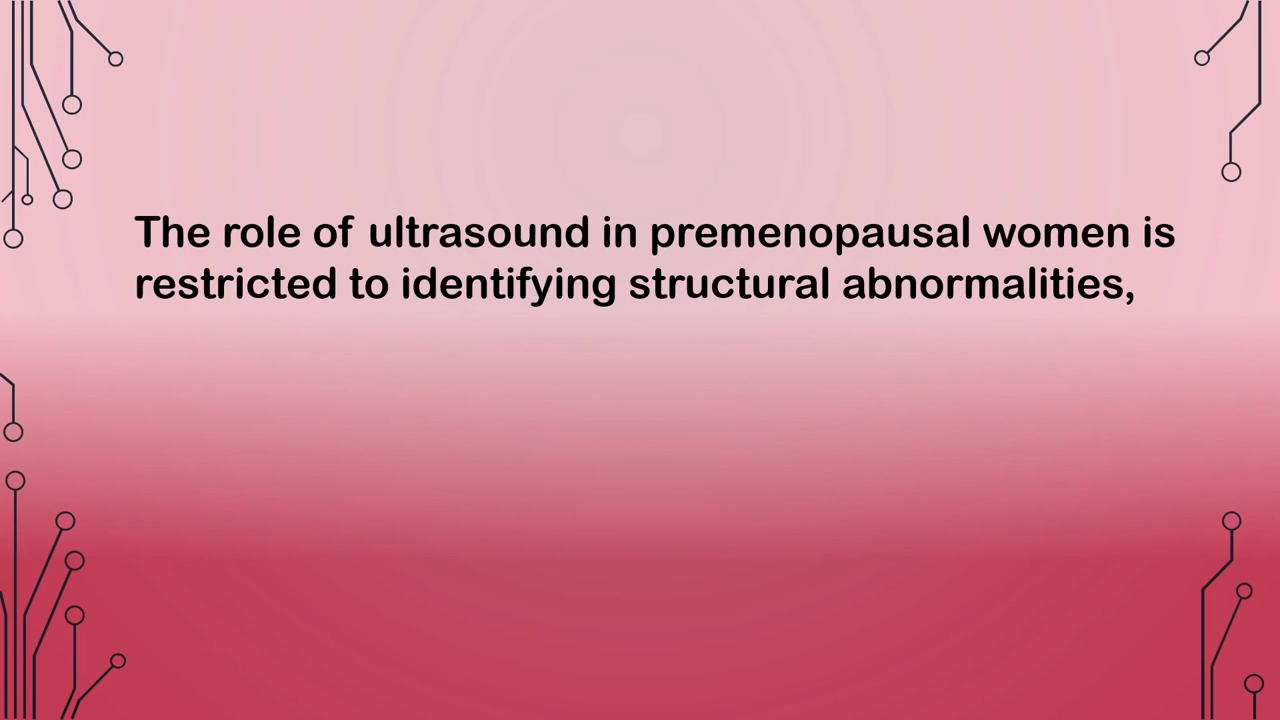 The role of ultrasound in premenopausal women is
restricted to identifying structural abnormalities,